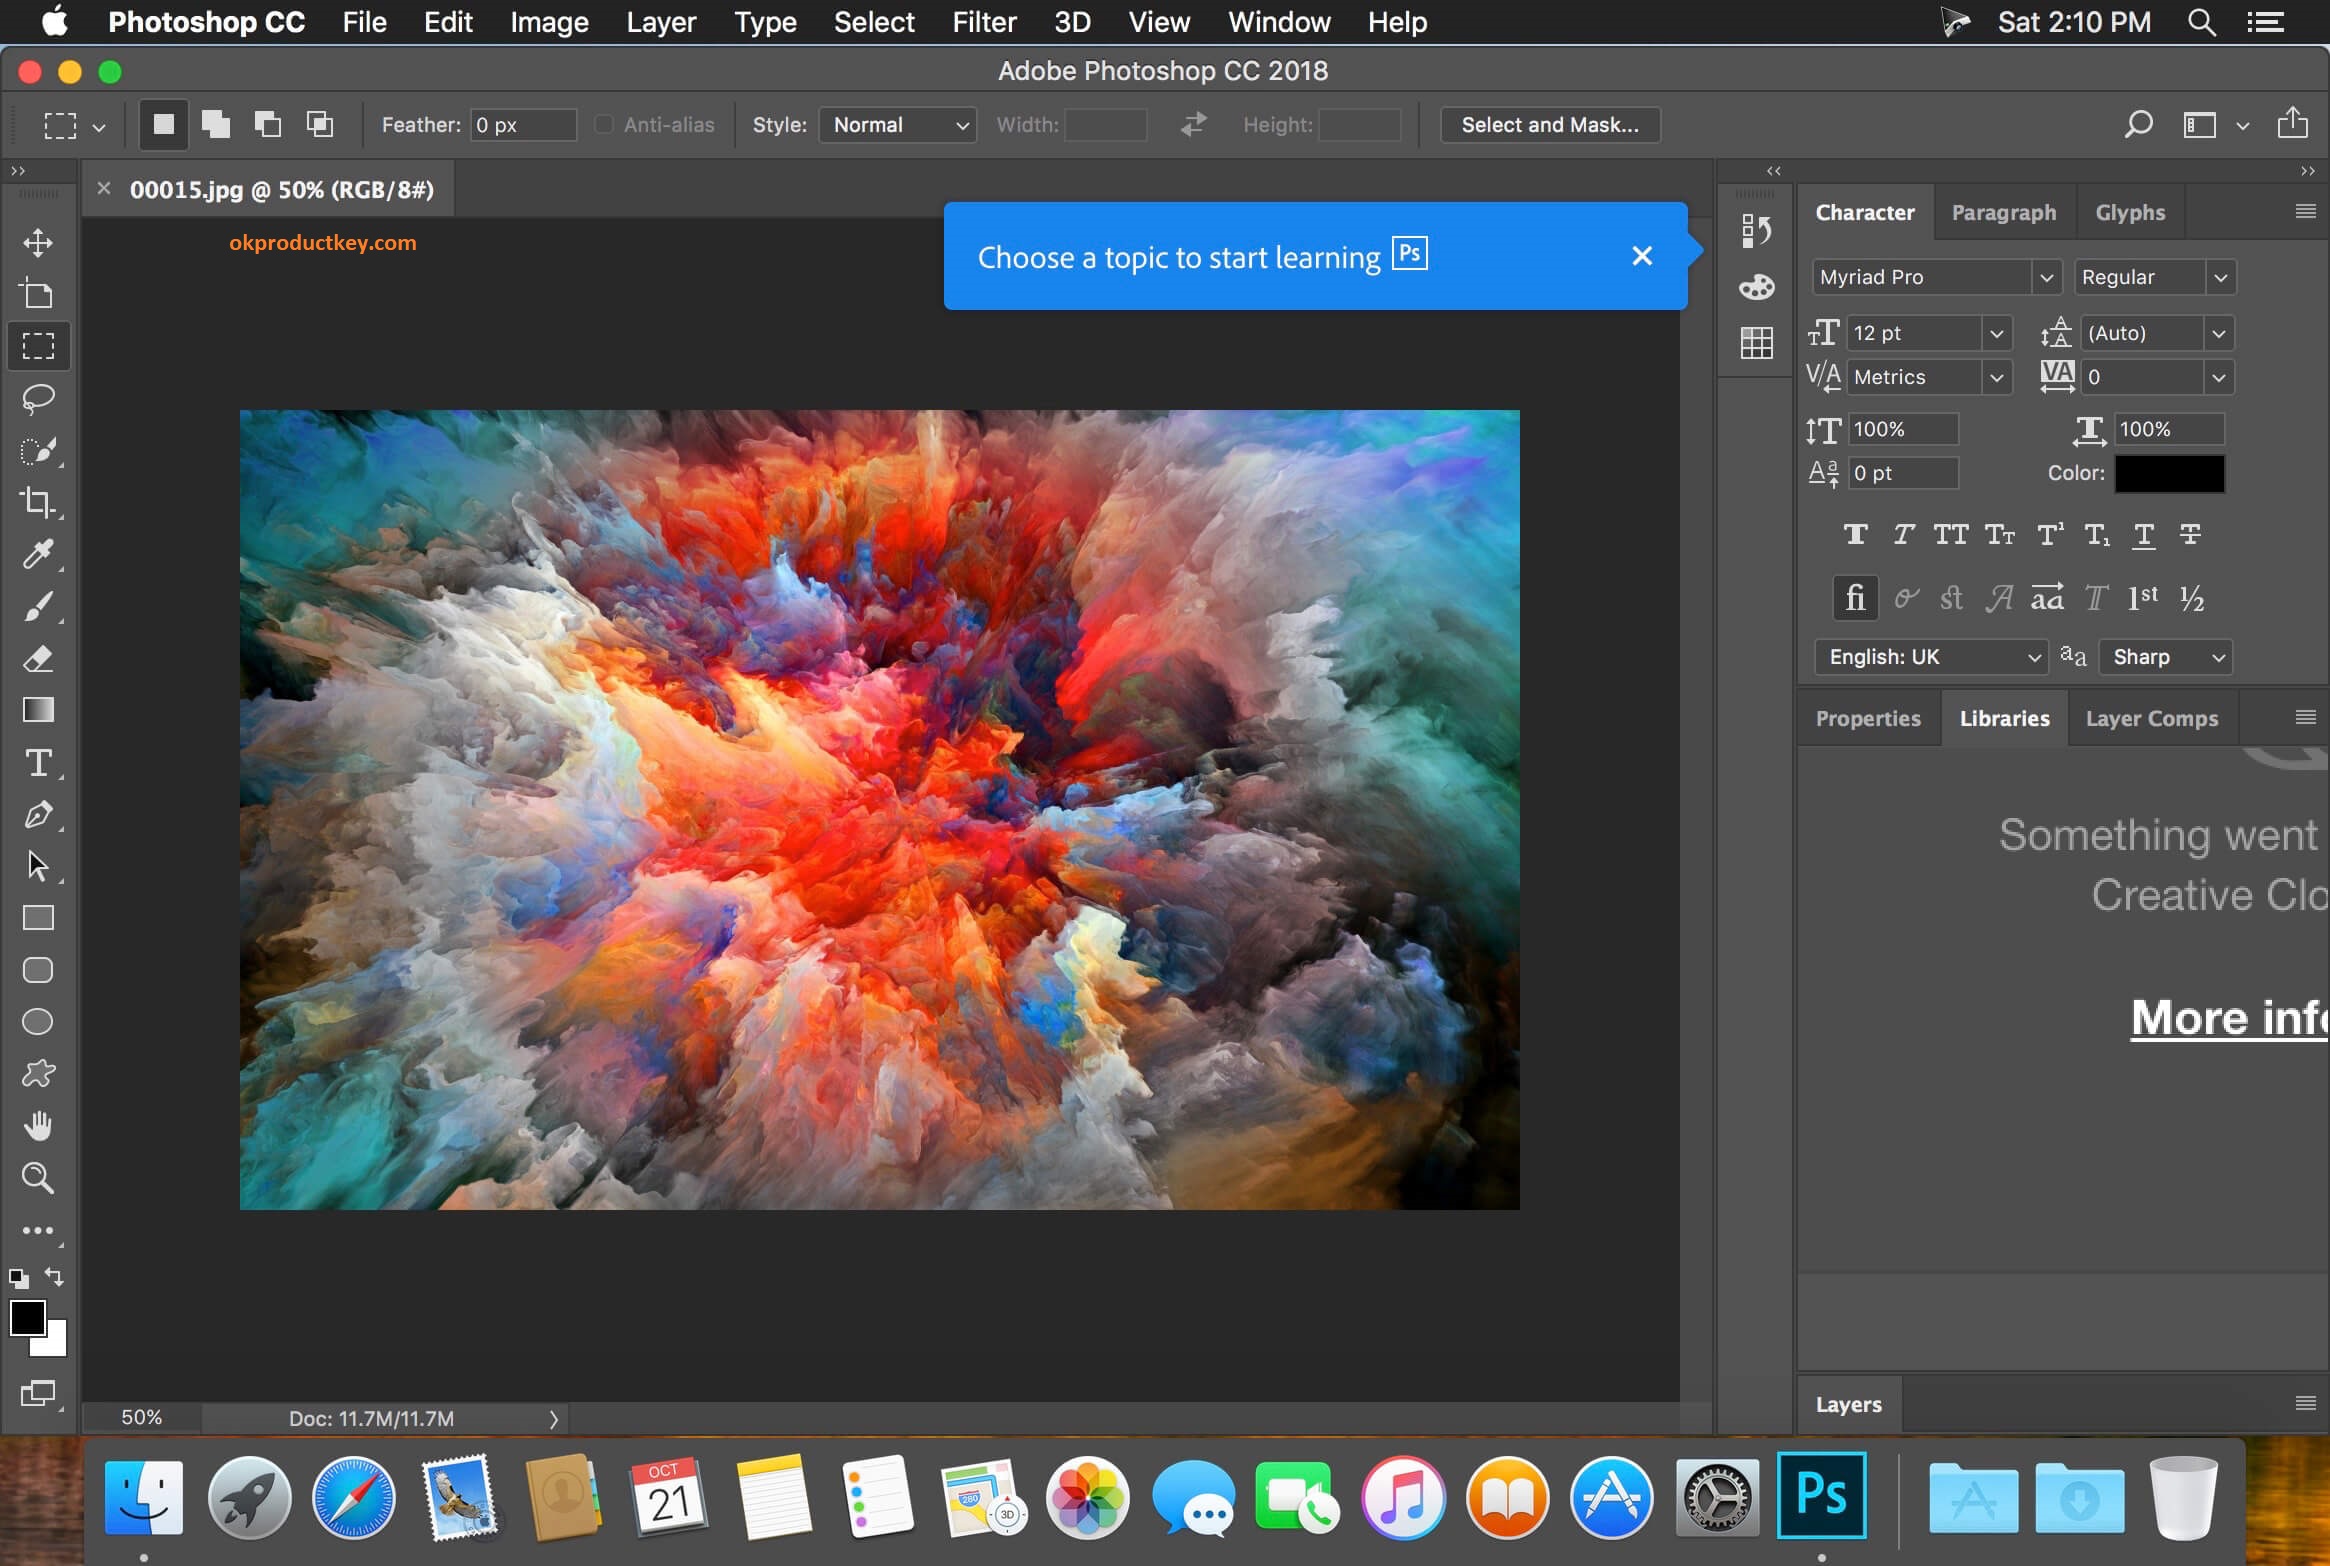 Photoshop CC File Edit Image Layer Type Select Filter 3D View Window Help Sat 2:10 PM
Adobe Photoshop CC 2018
Feather: 0 px Anti-alias Style: Normal Width: Height: Select and Mask...
00015.jpg @ 50% (RGB/8#)
okproductkey.com
Choose a topic to start learning Ps
Character Paragraph Glyphs
Myriad Pro Regular
12 pt (Auto)
Metrics 0
100% 100%
0 pt Color:
English: UK Sharp
Properties Libraries Layer Comps
Something went
Creative Clo
More info
Layers
50% Doc: 11.7M/11.7M
OCT
21
280
3D
Ps